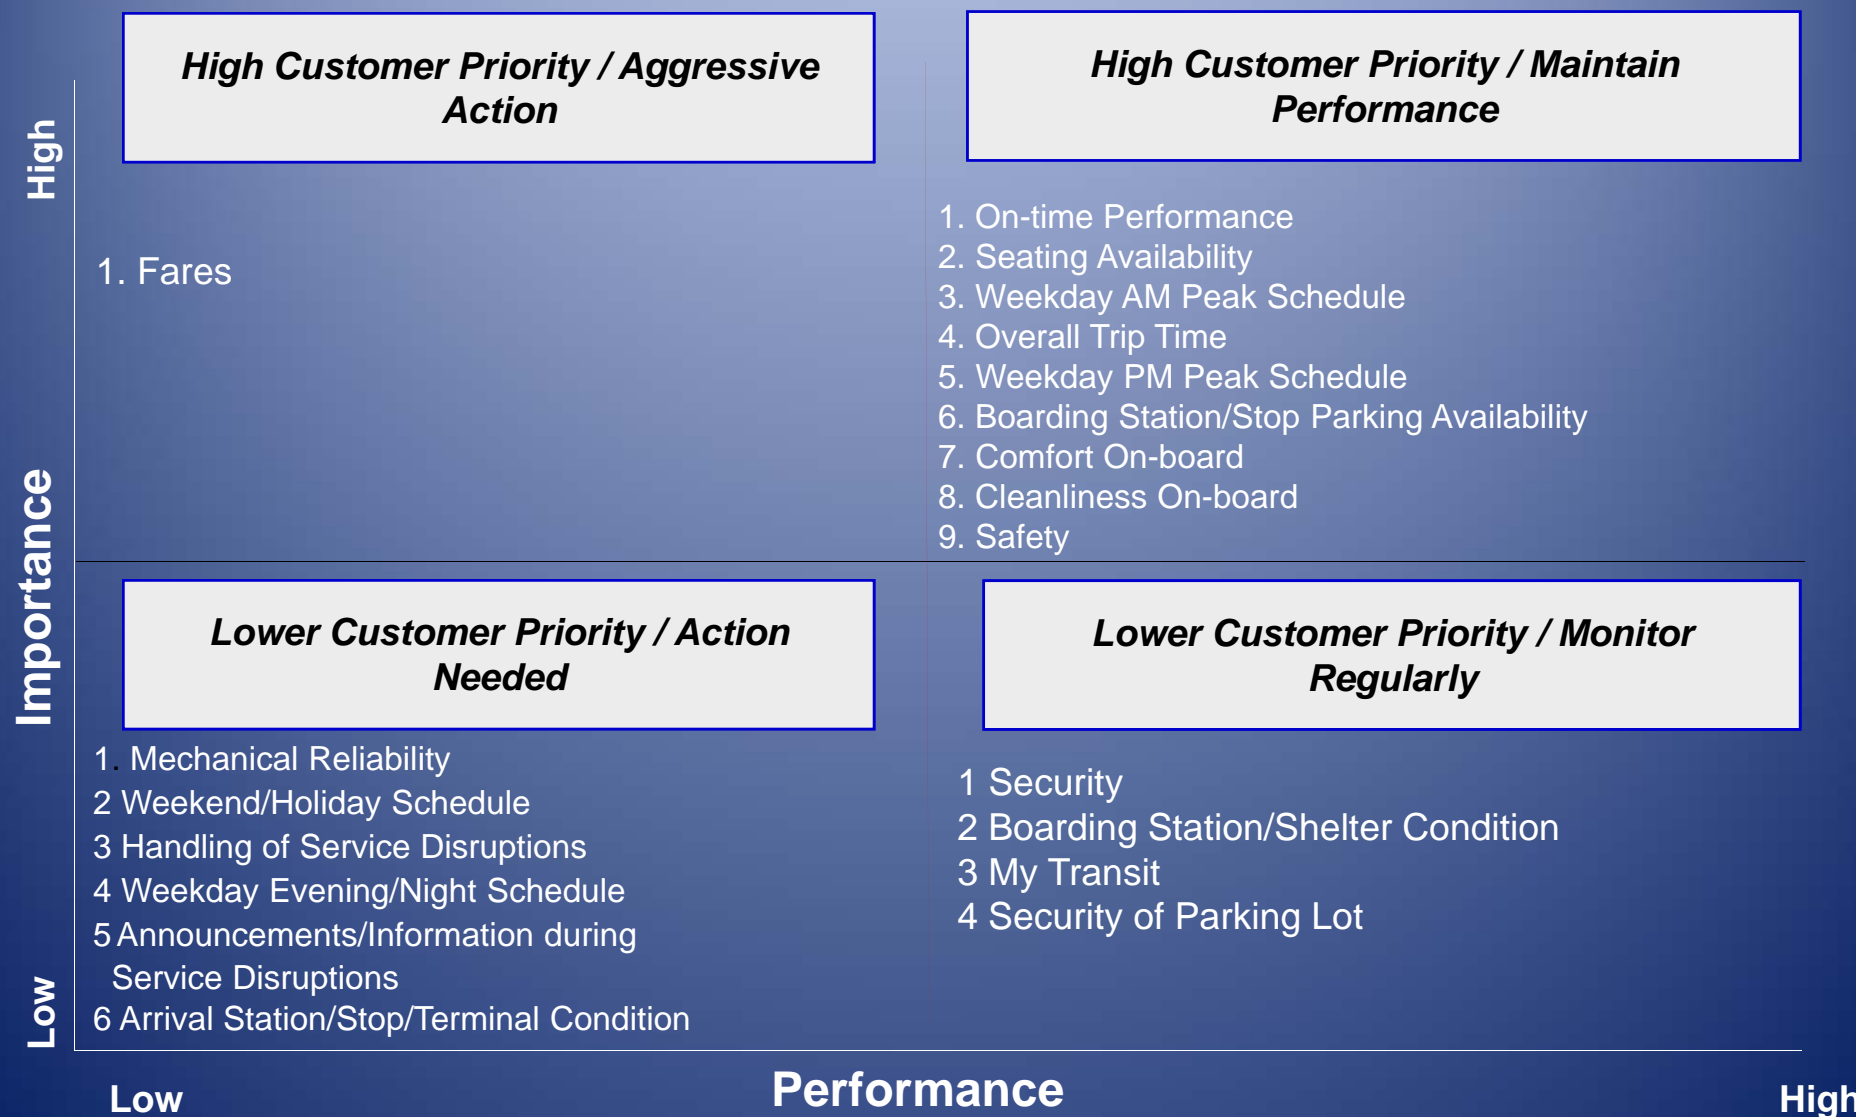 High Customer Priority / Aggressive
Action
High Customer Priority / Maintain
Performance
High
1. Fares
1. On-time Performance
2. Seating Availability
3. Weekday AM Peak Schedule
4. Overall Trip Time
5. Weekday PM Peak Schedule
6. Boarding Station/Stop Parking Availability
7. Comfort On-board
8. Cleanliness On-board
9. Safety
Importance
Lower Customer Priority / Action
Needed
Lower Customer Priority / Monitor
Regularly
1. Mechanical Reliability
2 Weekend/Holiday Schedule
3 Handling of Service Disruptions
4 Weekday Evening/Night Schedule
5 Announcements/Information during
Service Disruptions
6 Arrival Station/Stop/Terminal Condition
1 Security
2 Boarding Station/Shelter Condition
3 My Transit
4 Security of Parking Lot
Low
Low
Performance
High